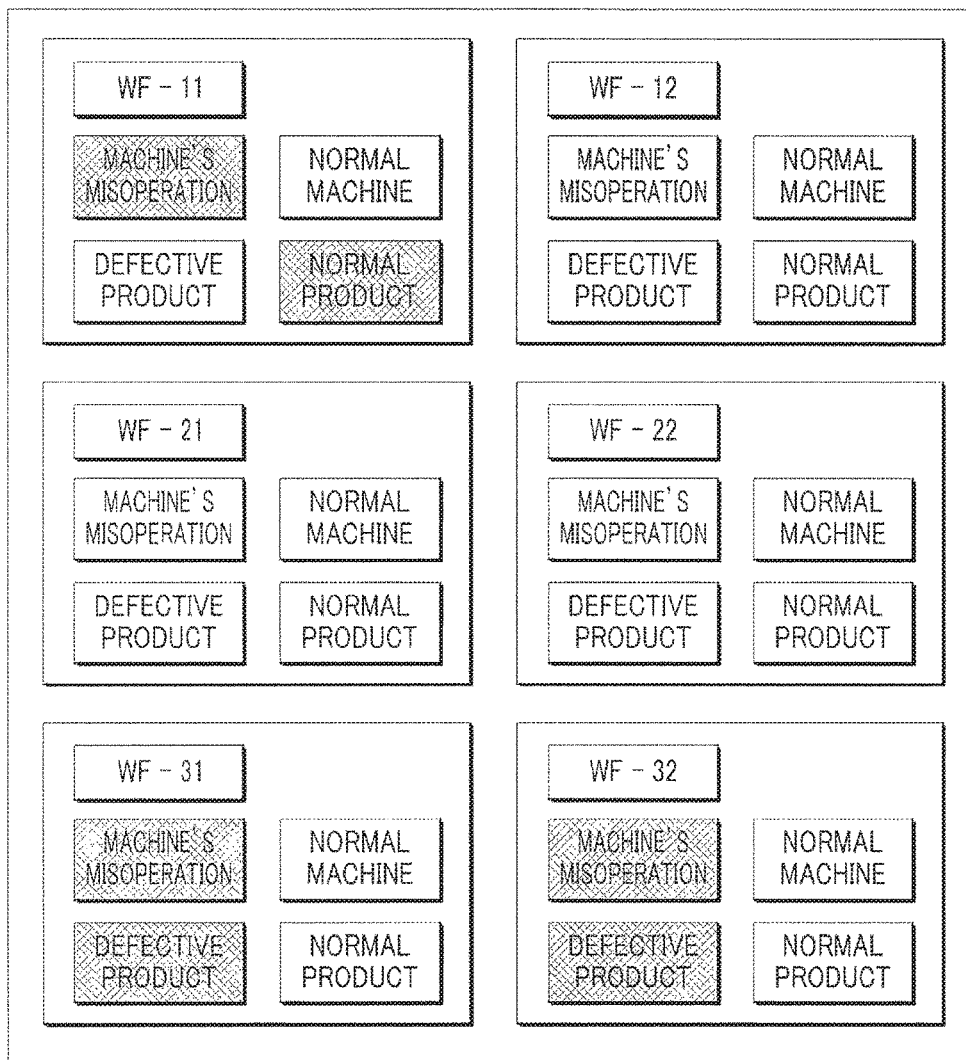 WF - 11
MACHINE'S
MISOPERATION
NORMAL
MACHINE
DEFECTIVE
PRODUCT
NORMAL
PRODUCT
WF - 12
MACHINE'S
MISOPERATION
NORMAL
MACHINE
DEFECTIVE
PRODUCT
NORMAL
PRODUCT
WF - 21
MACHINE'S
MISOPERATION
NORMAL
MACHINE
DEFECTIVE
PRODUCT
NORMAL
PRODUCT
WF - 22
MACHINE'S
MISOPERATION
NORMAL
MACHINE
DEFECTIVE
PRODUCT
NORMAL
PRODUCT
WF - 31
MACHINE'S
MISOPERATION
NORMAL
MACHINE
DEFECTIVE
PRODUCT
NORMAL
PRODUCT
WF - 32
MACHINE'S
MISOPERATION
NORMAL
MACHINE
DEFECTIVE
PRODUCT
NORMAL
PRODUCT